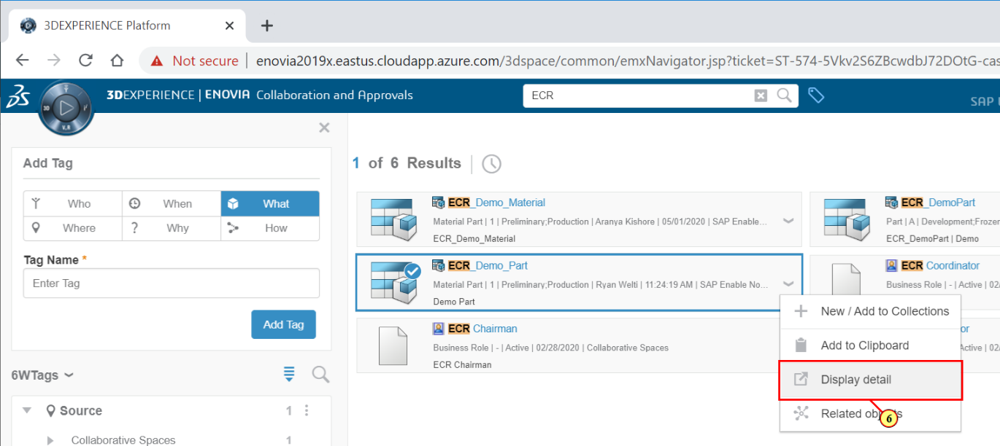 3DEXPERIENCE Platform
Not secure | enovia2019x.eastus.cloudapp.azure.com/3dspace/common/emxNavigator.jsp?ticket=ST-574-5Vkv2S6ZBcwdbJ72DOtG-cas
3DEXPERIENCE | ENOVIA Collaboration and Approvals
ECR
SAP
3D
V.R
Add Tag
Who When What
Where ? Why How
Tag Name *
Enter Tag
Add Tag
6WTags
Source 1
Collaborative Spaces 1
1 of 6 Results
ECR_Demo_Material
Material Part | 1 | Preliminary;Production | Aranya Kishore | 05/01/2020 | SAP Enable...
ECR_Demo_Material
ECR_DemoPart
Part | A | Development;Frozen
ECR_DemoPart | Demo
ECR_Demo_Part
Material Part | 1 | Preliminary;Production | Ryan Welti | 11:24:19 AM | SAP Enable No...
Demo Part
ECR Coordinator
Business Role | - | Active | 02/
ECR Chairman
Business Role | - | Active | 02/28/2020 | Collaborative Spaces
ECR Chairman
or
Active | 02/
New / Add to Collections
Add to Clipboard
Display detail
Related
6